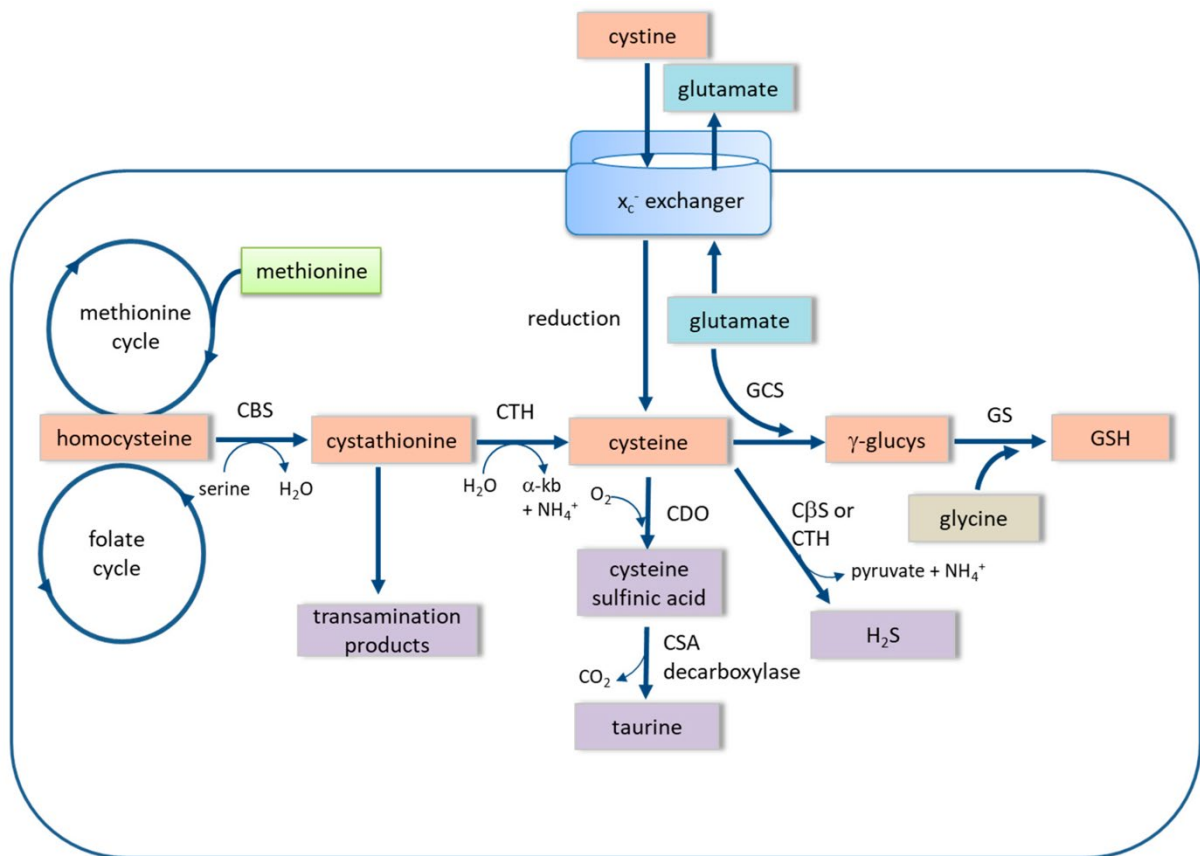 cystine
glutamate
x꜀⁻ exchanger
methionine
methionine
cycle
reduction
glutamate
GCS
homocysteine
CBS
cystathionine
CTH
cysteine
γ-glucys
GS
GSH
serine
H₂O
H₂O
α-kb
+ NH₄⁺
O₂
CDO
CβS or
CTH
glycine
folate
cycle
pyruvate + NH₄⁺
cysteine
sulfinic acid
transamination
products
H₂S
CO₂
CSA
decarboxylase
taurine